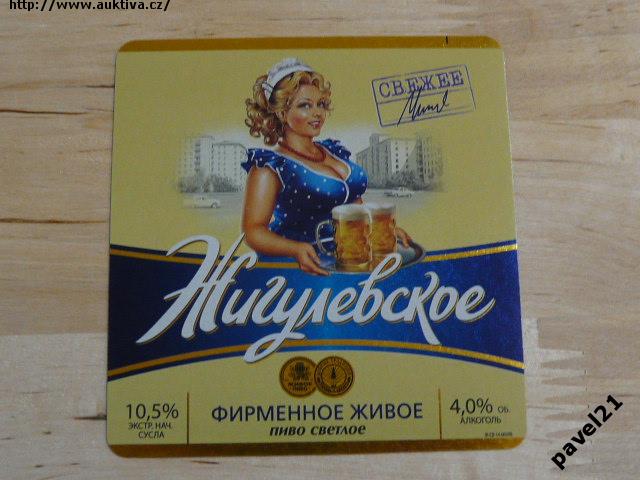 http://www.auktiva.cz/
СВЕЖЕЕ
Жигулевское
10,5%
ЭКСТР. НАЧ.
СУСЛА
ФИРМЕННОЕ ЖИВОЕ
ПИВО СВЕТЛОЕ
4,0% ОБ.
АЛКОГОЛЬ
pavel21